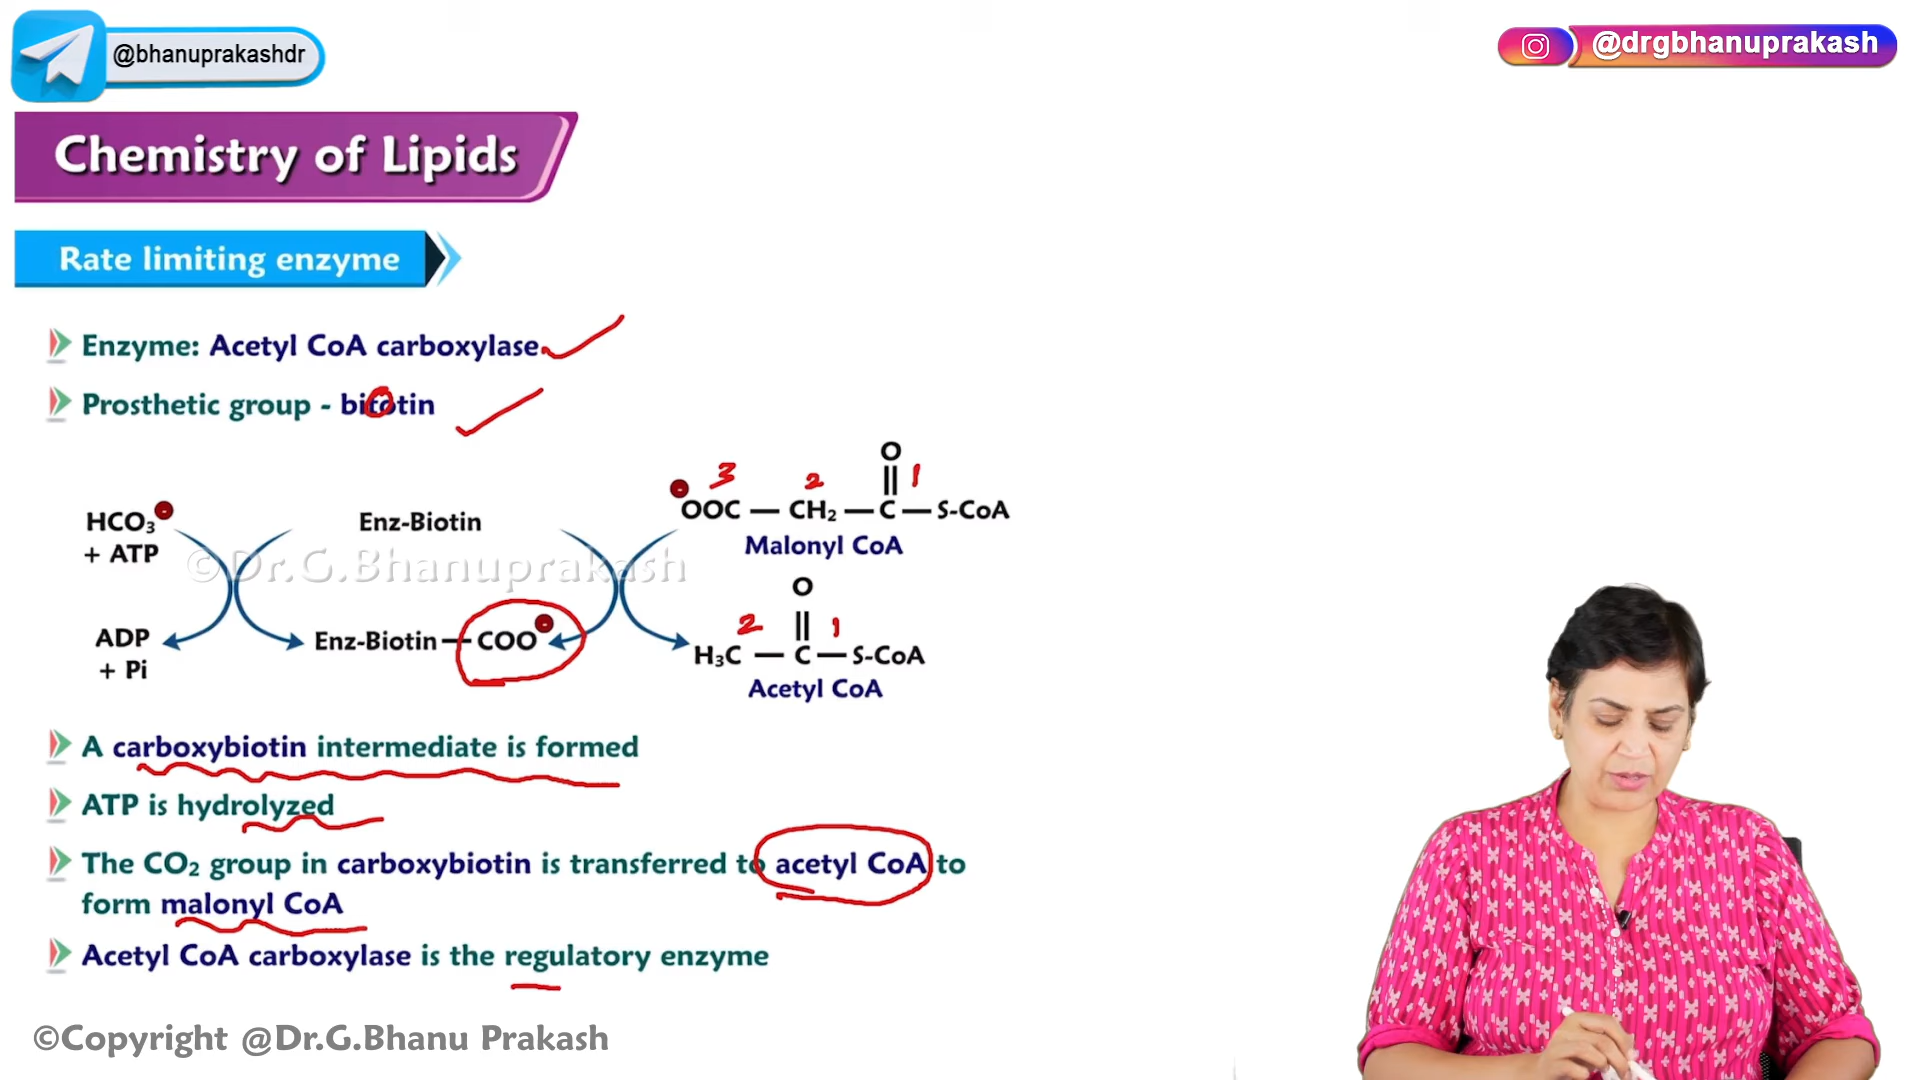 @bhanuprakashdr
@drgbhanuprakash
Chemistry of Lipids
Rate limiting enzyme
Enzyme: Acetyl CoA carboxylase
Prosthetic group - bitotin
3 2 O 1
OOC — CH₂ — C — S-CoA
Malonyl CoA
HCO₃ + ATP
Enz-Biotin
©Dr.G.Bhanuprakash
ADP + Pi
Enz-Biotin — COO
O
2 1
H₃C — C — S-CoA
Acetyl CoA
A carboxybiotin intermediate is formed
ATP is hydrolyzed
The CO₂ group in carboxybiotin is transferred to acetyl CoA to
form malonyl CoA
Acetyl CoA carboxylase is the regulatory enzyme
©Copyright @Dr.G.Bhanu Prakash